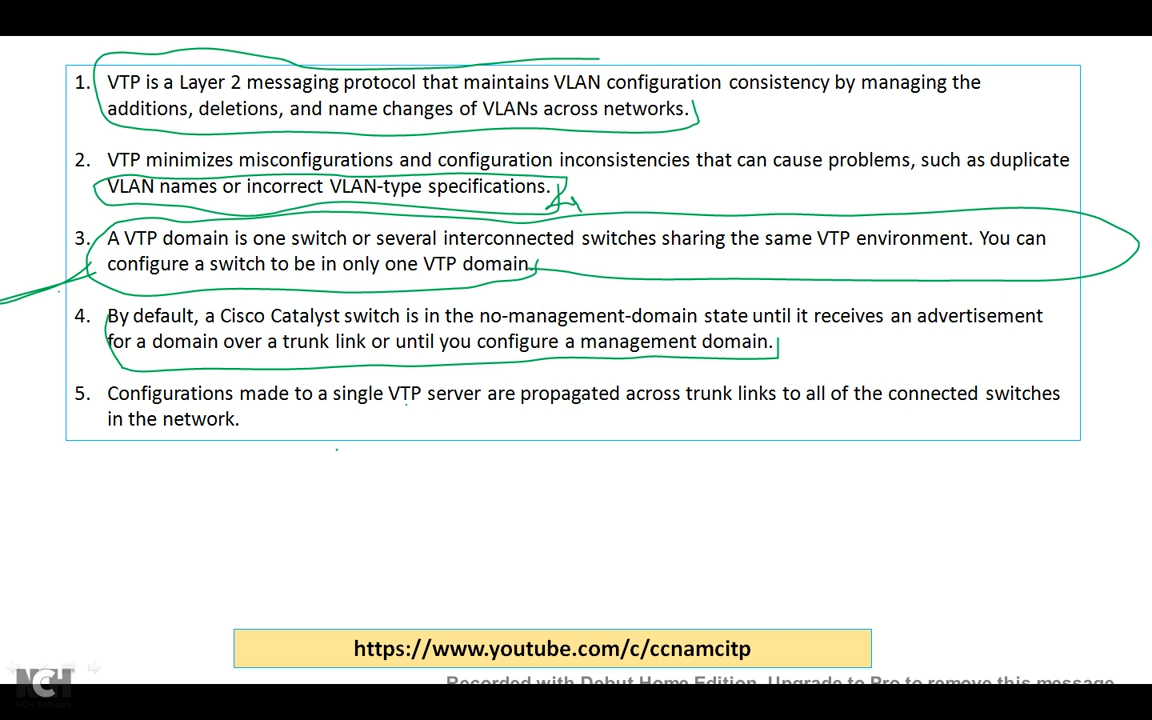 1. VTP is a Layer 2 messaging protocol that maintains VLAN configuration consistency by managing the
additions, deletions, and name changes of VLANs across networks.
2. VTP minimizes misconfigurations and configuration inconsistencies that can cause problems, such as duplicate
VLAN names or incorrect VLAN-type specifications.
3. A VTP domain is one switch or several interconnected switches sharing the same VTP environment. You can
configure a switch to be in only one VTP domain.
4. By default, a Cisco Catalyst switch is in the no-management-domain state until it receives an advertisement
for a domain over a trunk link or until you configure a management domain.
5. Configurations made to a single VTP server are propagated across trunk links to all of the connected switches
in the network.
https://www.youtube.com/c/ccnamcitp
Recorded with Debut Home Edition. Upgrade to Pro to remove this message
NCH
NCH Software